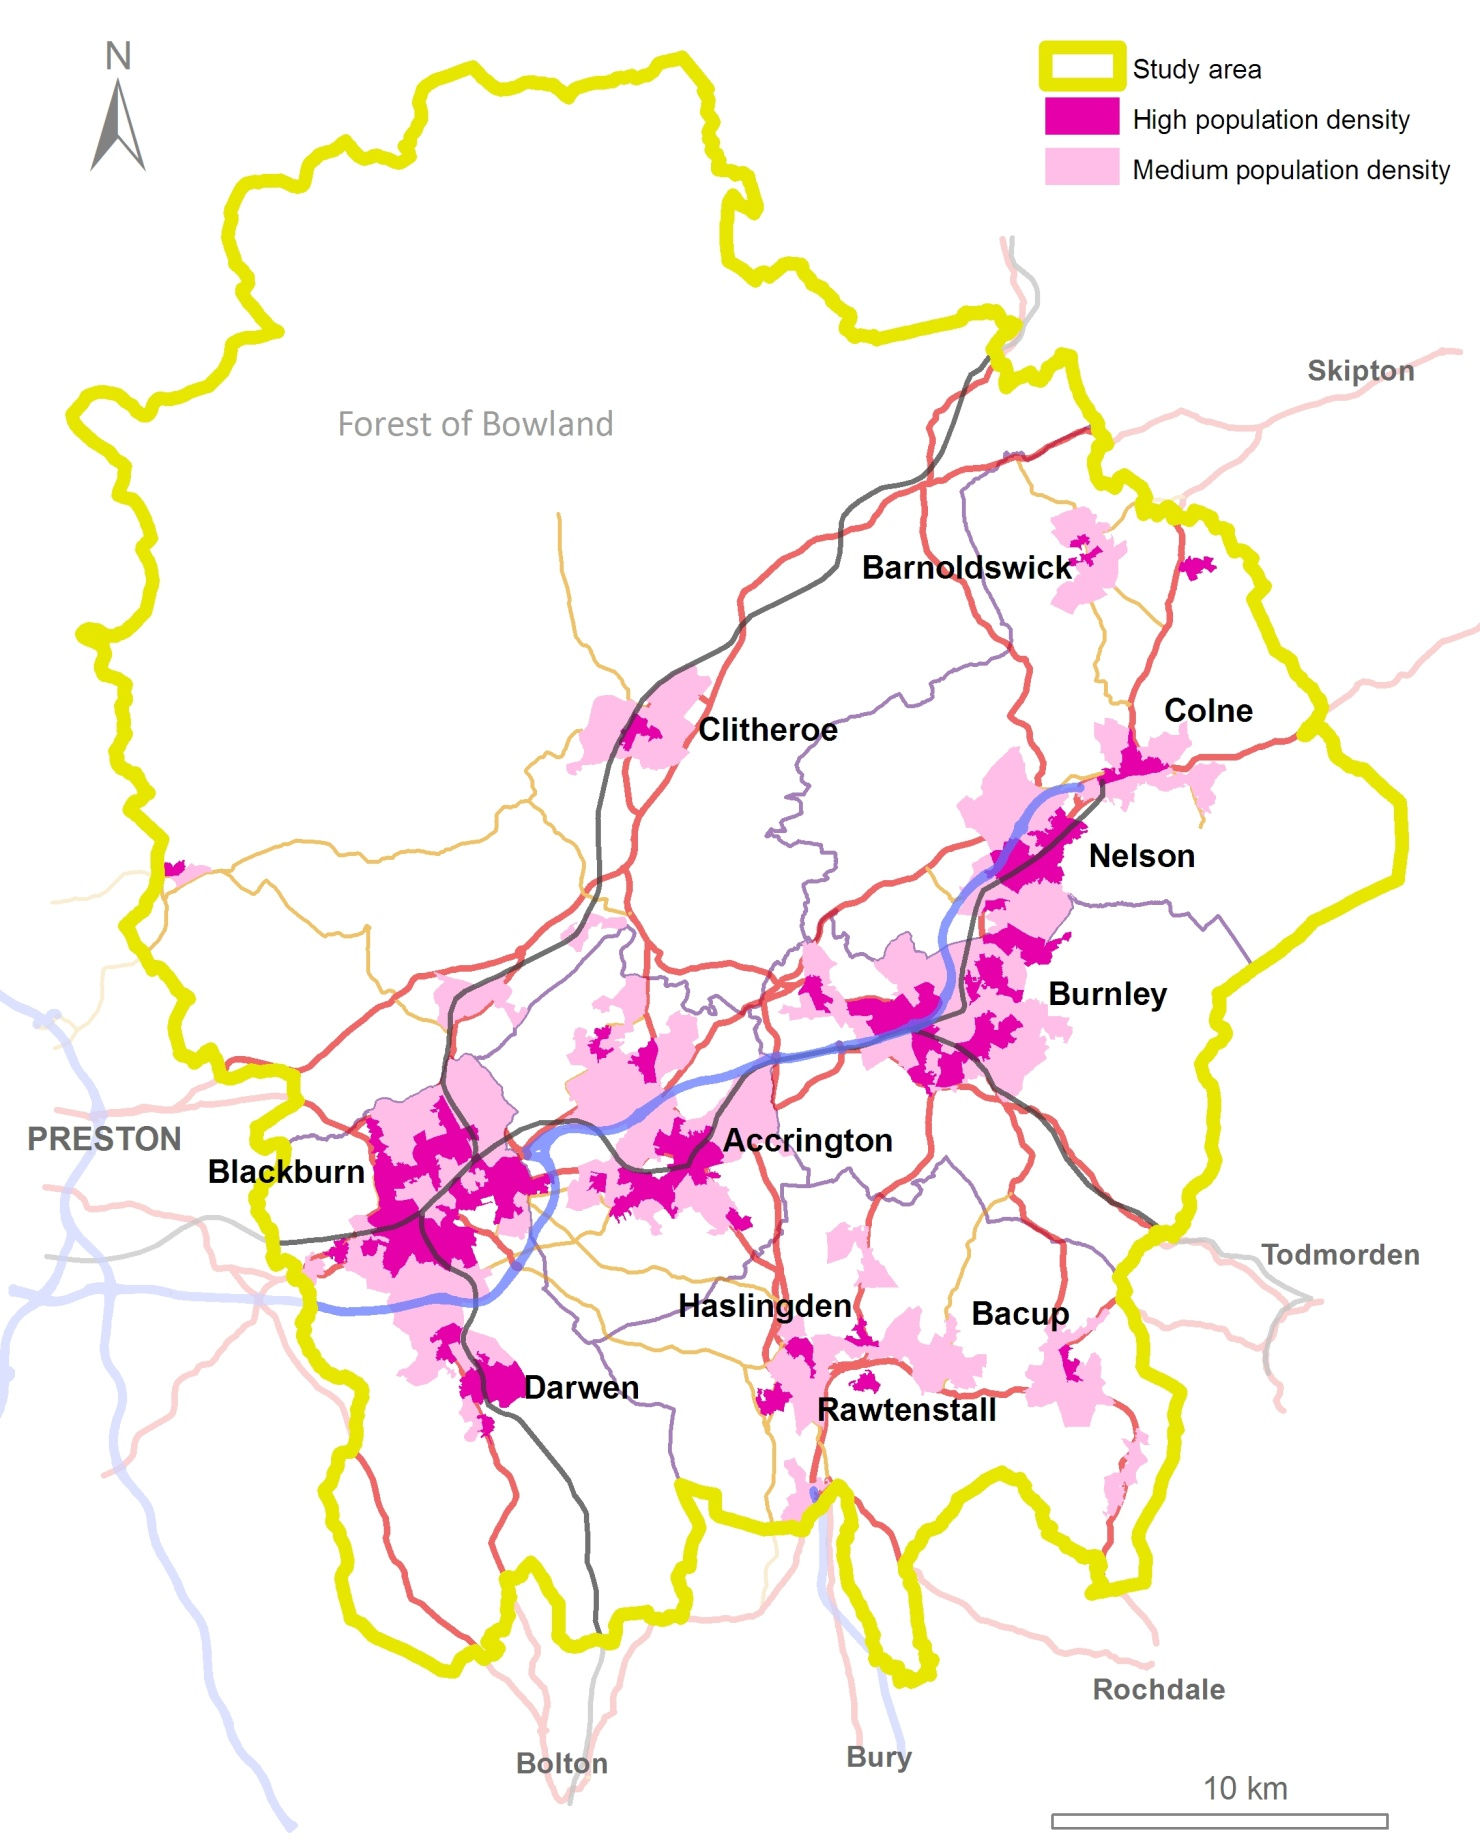 N
Study area
High population density
Medium population density
Skipton
Forest of Bowland
Barnoldswick
Colne
Clitheroe
Nelson
Burnley
PRESTON
Accrington
Blackburn
Todmorden
Haslingden
Bacup
Darwen
Rawtenstall
Rochdale
Bury
Bolton
10 km